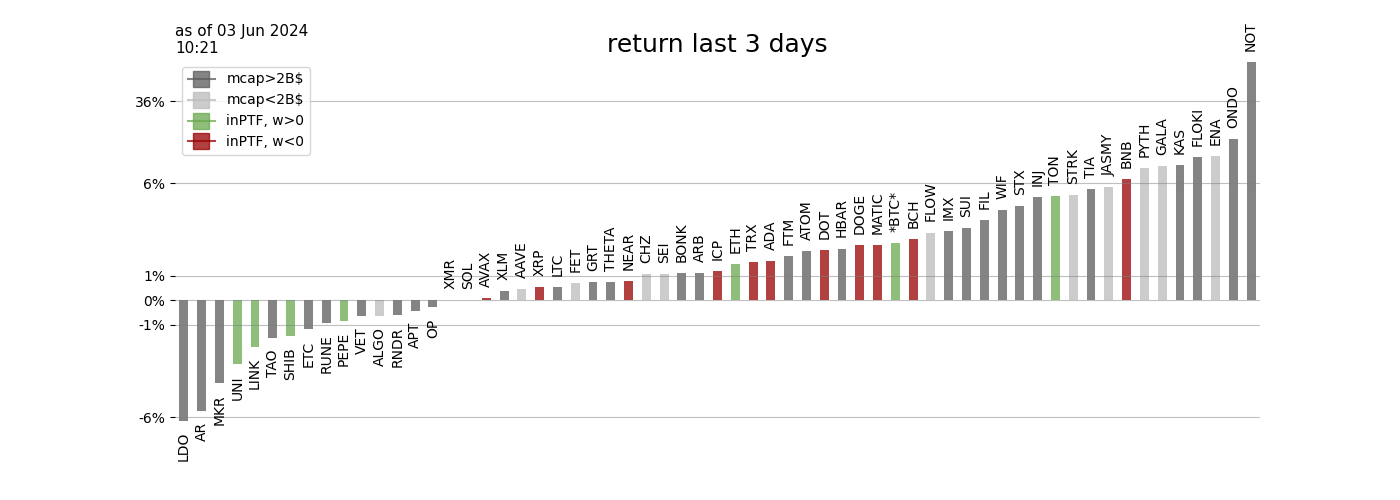 as of 03 Jun 2024
10:21
return last 3 days
mcap>2B$
mcap<2B$
inPTF, w>0
inPTF, w<0
36%
6%
1%
0%
-1%
-6%
LDO
AR
MKR
UNI
LINK
TAO
SHIB
ETC
RUNE
PEPE
VET
ALGO
RNDR
APT
OP
XMR
SOL
AVAX
XLM
AAVE
XRP
LTC
FET
GRT
THETA
NEAR
CHZ
SEI
BONK
ARB
ICP
ETH
TRX
ADA
FTM
ATOM
DOT
HBAR
DOGE
MATIC
*BTC*
BCH
FLOW
IMX
SUI
FIL
WIF
STX
INJ
TON
STRK
TIA
JASMY
BNB
PYTH
GALA
KAS
FLOKI
ENA
ONDO
NOT